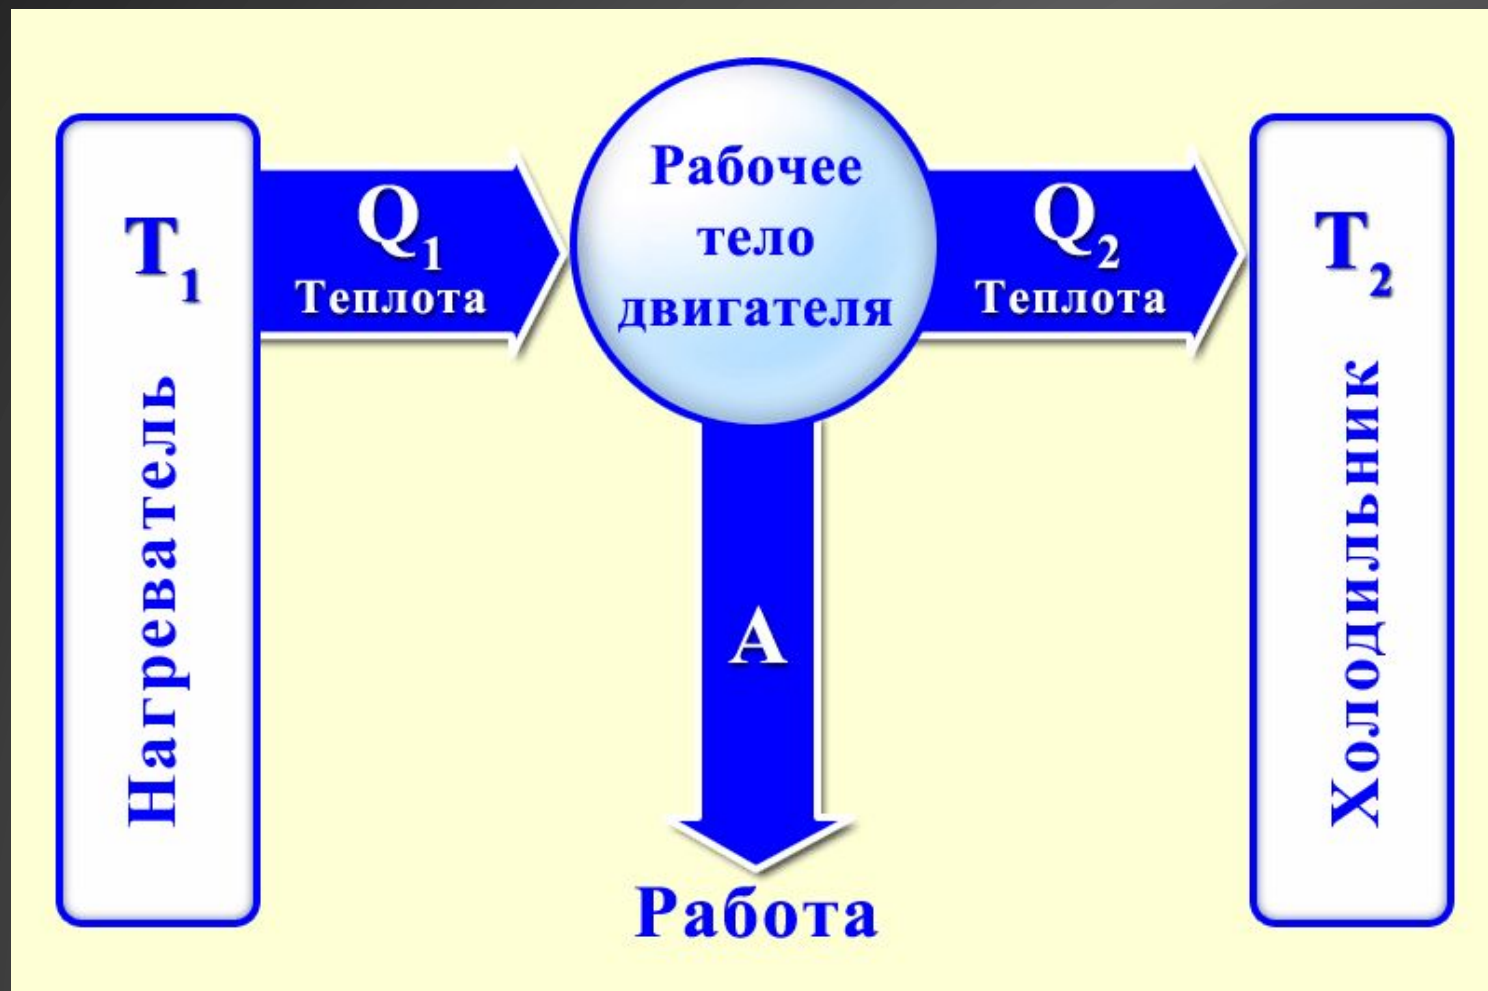 T₁
Нагреватель
Q₁
Теплота
Рабочее
тело
двигателя
Q₂
Теплота
T₂
Холодильник
A
Работа